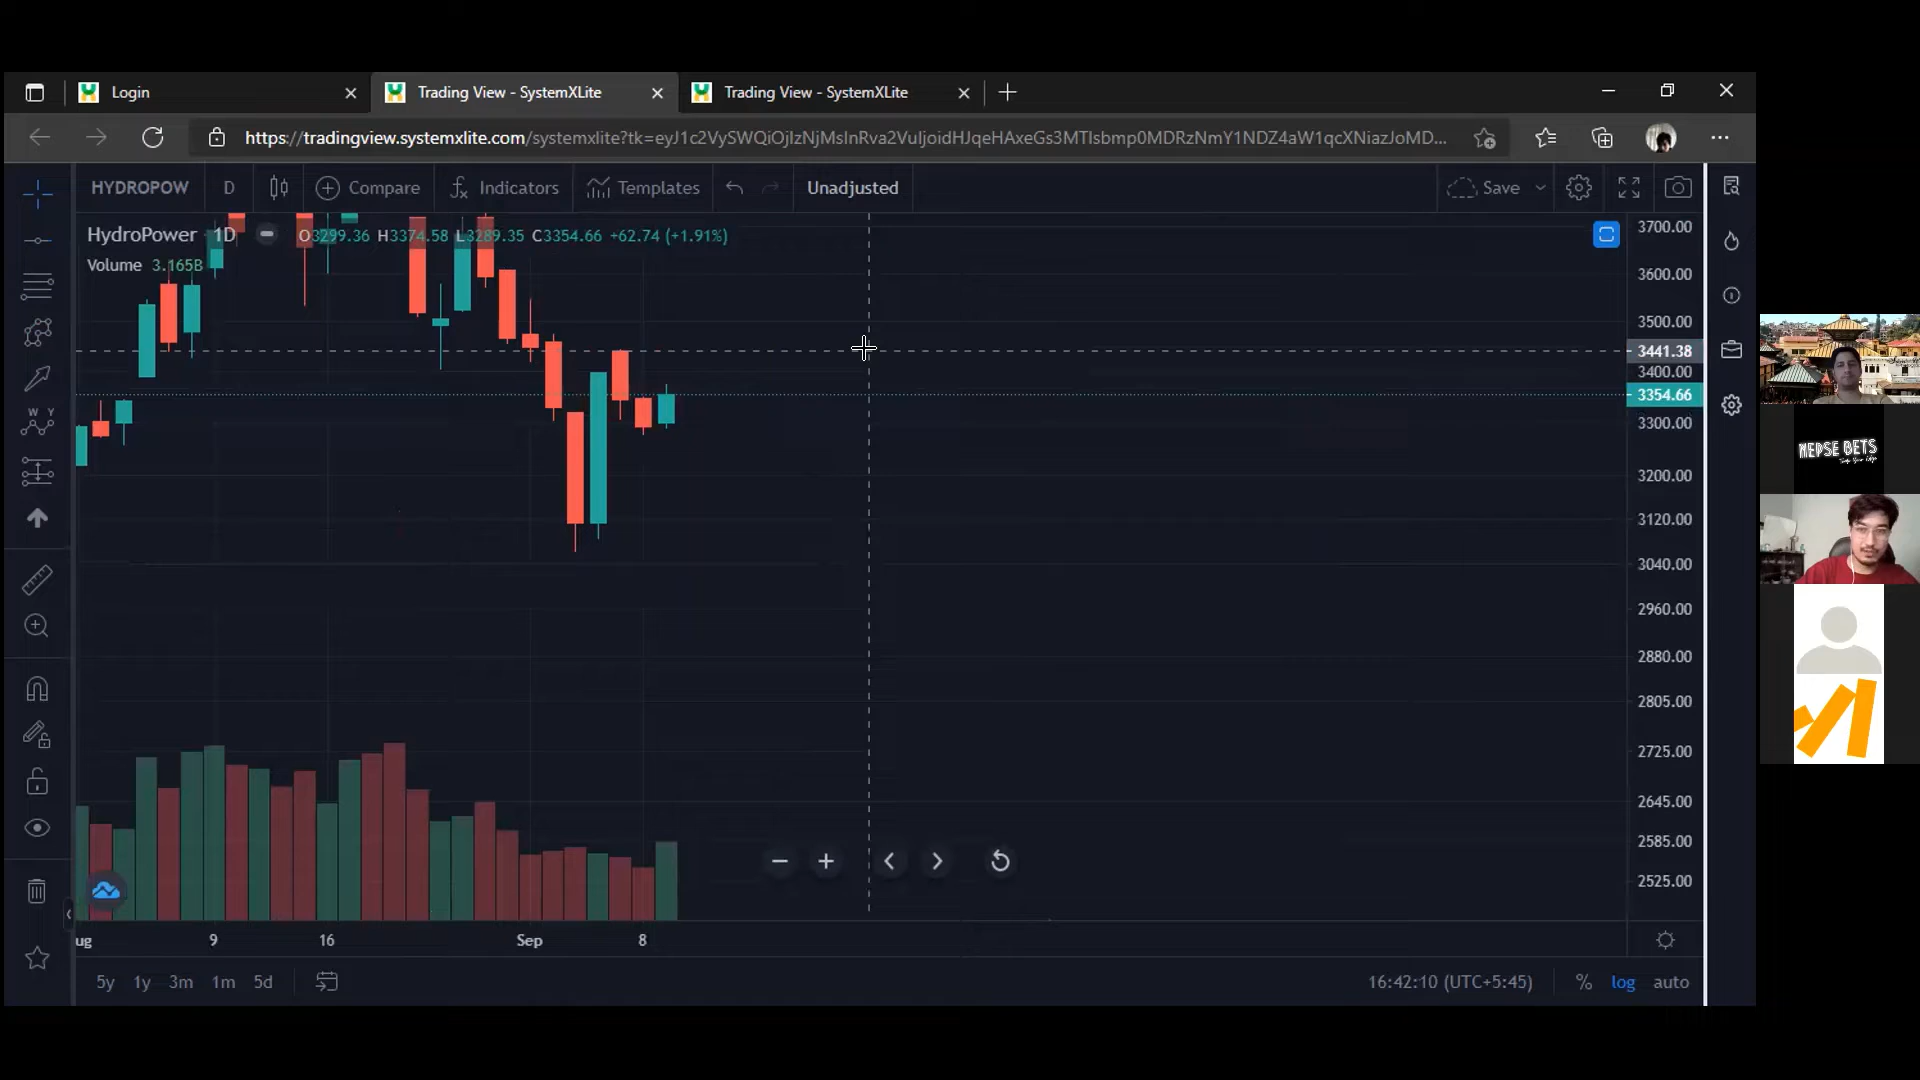 Login
Trading View - SystemXLite
Trading View - SystemXLite
https://tradingview.systemxlite.com/systemxlite?tk=eyJ1c2VySWQiOjIzNjMsInRva2VuIjoidHJqeHAxeGs3MTIsbmp0MDRzNmY1NDZ4aW1qcXNiazJoMD...
HYDROPOW
D
Compare
Indicators
Templates
Unadjusted
Save
HydroPower 1D O3299.36 H3374.58 L3289.35 C3354.66 +62.74 (+1.91%)
Volume 3.165B
3700.00
3600.00
3500.00
3441.38
3400.00
3354.66
3300.00
3200.00
3120.00
3040.00
2960.00
2880.00
2805.00
2725.00
2645.00
2585.00
2525.00
W Y
NEPSE BETS
ug 9 16 Sep 8
5y 1y 3m 1m 5d
16:42:10 (UTC+5:45) % log auto